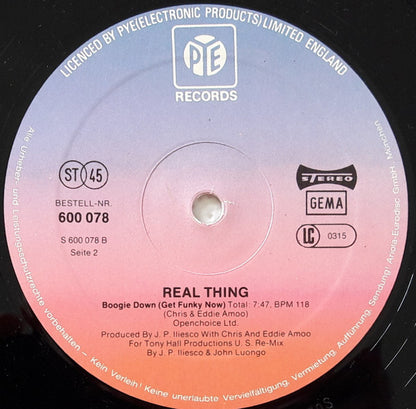 LICENCED BY PYE(ELECTRONIC PRODUCTS) LIMITED ENGLAND
PYE
RECORDS
ST 45
BESTELL-NR.
600 078
S 600 078 B
Seite 2
STEREO
GEMA
LC 0315
REAL THING
Boogie Down (Get Funky Now) Total: 7:47, BPM 118
(Chris & Eddie Amoo)
Openchoice Ltd.
Produced By J. P. Iliesco With Chris And Eddie Amoo
For Tony Hall Productions U. S. Re-Mix
By J. P. Iliesco & John Luongo
Alle Urheber- und Leistungsschutzrechte vorbehalten – Kein Verleih! Keine unerlaubte Vervielfältigung, Vermietung, Aufführung, Sendung! Ariola-Eurodisc GmbH, München